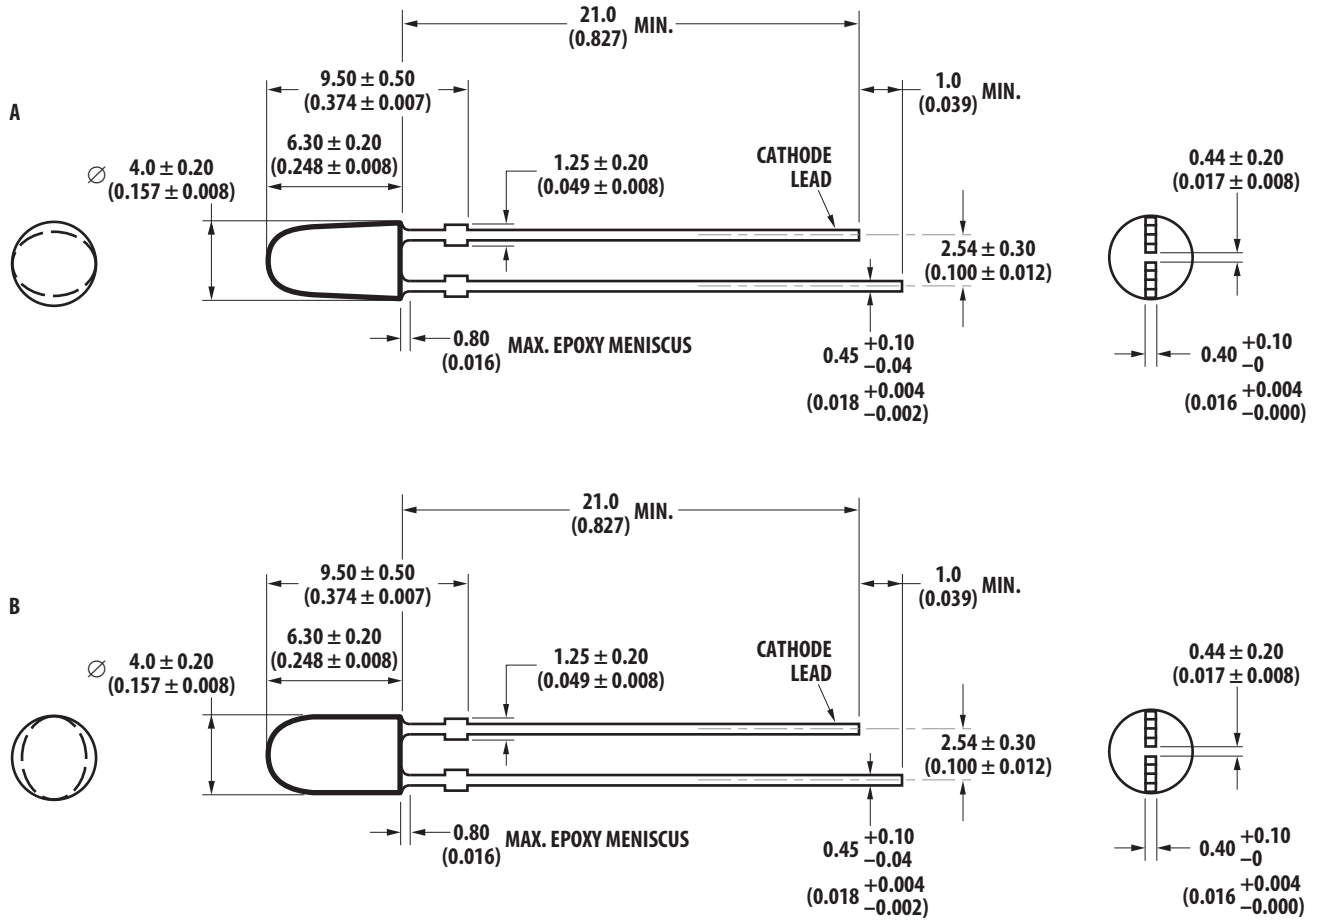 21.0
(0.827) MIN.
9.50 ± 0.50
(0.374 ± 0.007)
1.0
(0.039) MIN.
A
6.30 ± 0.20
(0.248 ± 0.008)
∅ 4.0 ± 0.20
(0.157 ± 0.008)
1.25 ± 0.20
(0.049 ± 0.008)
CATHODE
LEAD
0.44 ± 0.20
(0.017 ± 0.008)
2.54 ± 0.30
(0.100 ± 0.012)
0.80
(0.016) MAX. EPOXY MENISCUS
0.45 +0.10
−0.04
(0.018 +0.004
−0.002)
0.40 +0.10
−0
(0.016 +0.004
−0.000)
21.0
(0.827) MIN.
9.50 ± 0.50
(0.374 ± 0.007)
1.0
(0.039) MIN.
B
6.30 ± 0.20
(0.248 ± 0.008)
∅ 4.0 ± 0.20
(0.157 ± 0.008)
1.25 ± 0.20
(0.049 ± 0.008)
CATHODE
LEAD
0.44 ± 0.20
(0.017 ± 0.008)
2.54 ± 0.30
(0.100 ± 0.012)
0.80
(0.016) MAX. EPOXY MENISCUS
0.45 +0.10
−0.04
(0.018 +0.004
−0.002)
0.40 +0.10
−0
(0.016 +0.004
−0.000)